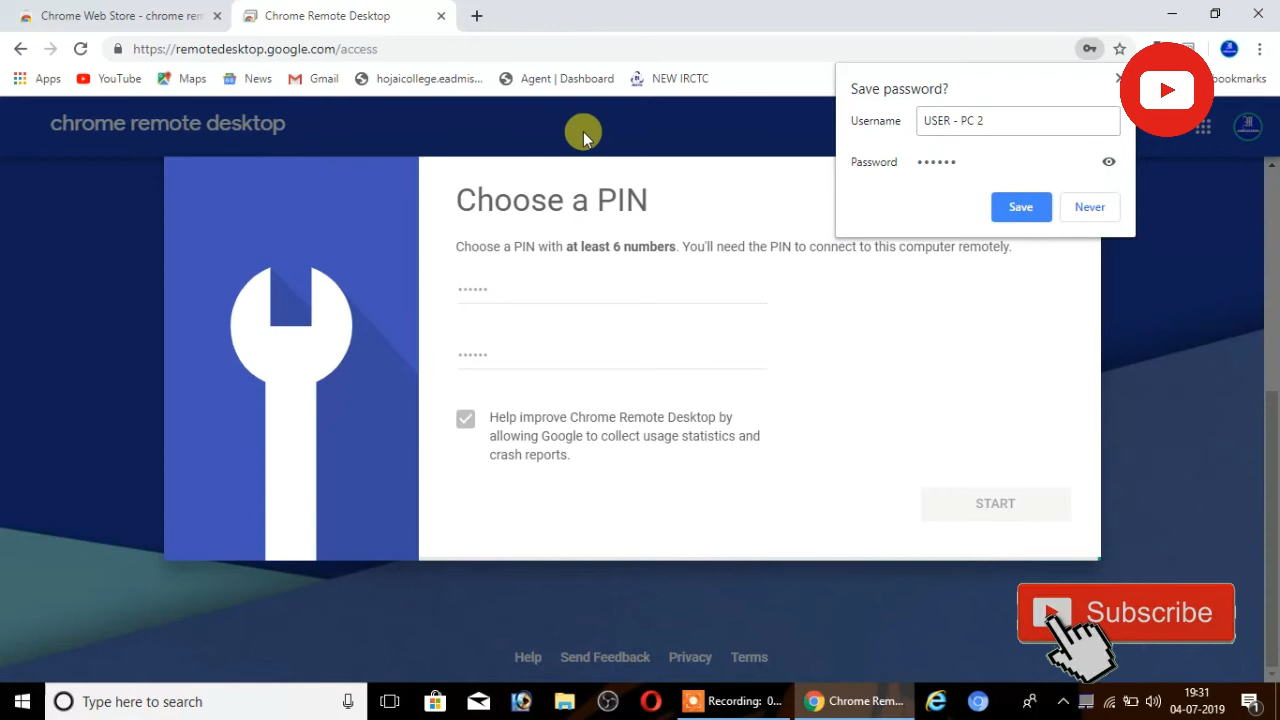 Chrome Web Store - chrome rem
Chrome Remote Desktop
https://remotedesktop.google.com/access
Apps
YouTube
Maps
News
Gmail
hojaicollege.eadmis...
Agent | Dashboard
NEW IRCTC
bookmarks
chrome remote desktop
Save password?
Username
USER - PC 2
Password
••••••
Save
Never
Choose a PIN
Choose a PIN with at least 6 numbers. You'll need the PIN to connect to this computer remotely.
••••••
••••••
Help improve Chrome Remote Desktop by
allowing Google to collect usage statistics and
crash reports.
START
Subscribe
Help
Send Feedback
Privacy
Terms
Type here to search
Recording: 0...
Chrome Rem...
19:31
04-07-2019